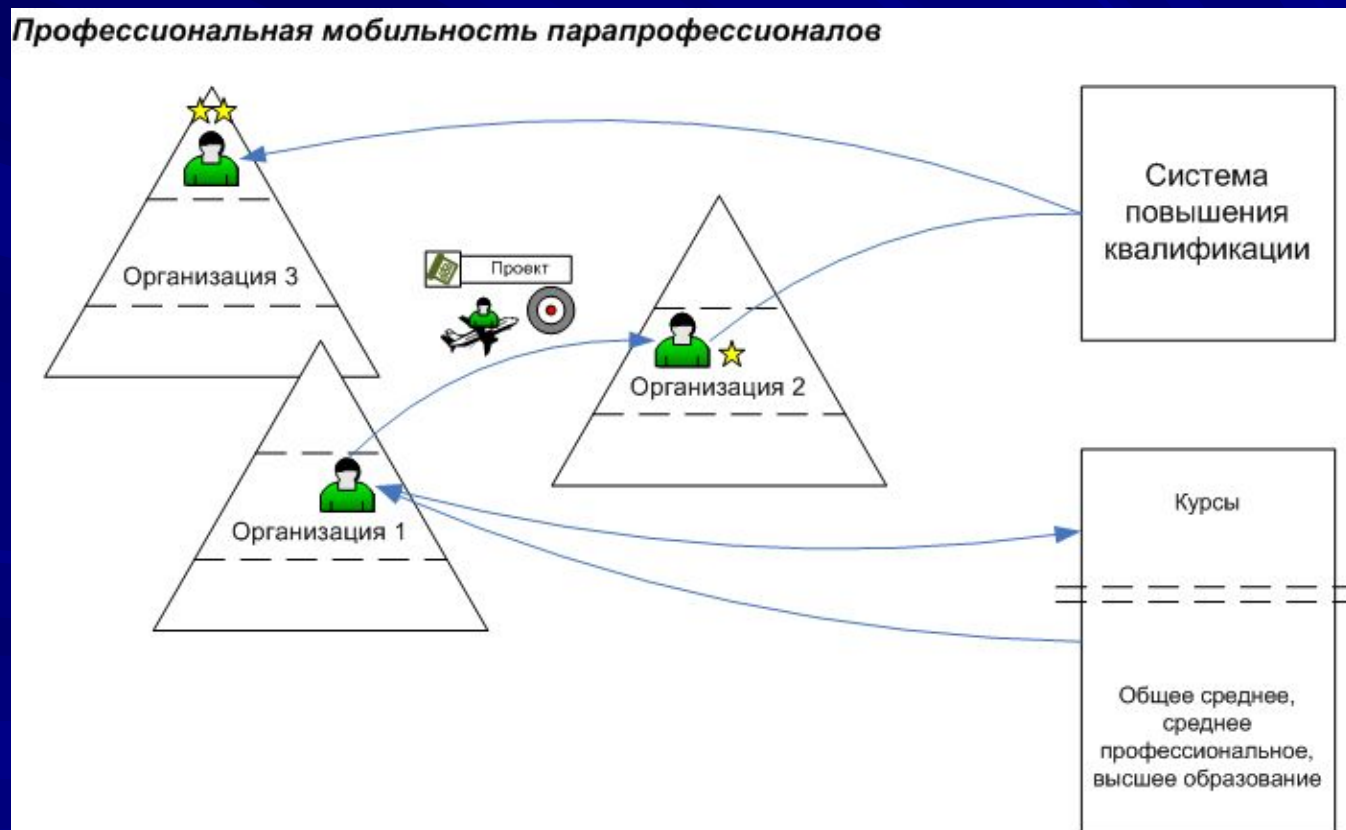 Профессиональная мобильность парапрофессионалов
Система
повышения
квалификации
Организация 3
Проект
Организация 2
Организация 1
Курсы
Общее среднее,
среднее
профессиональное,
высшее образование